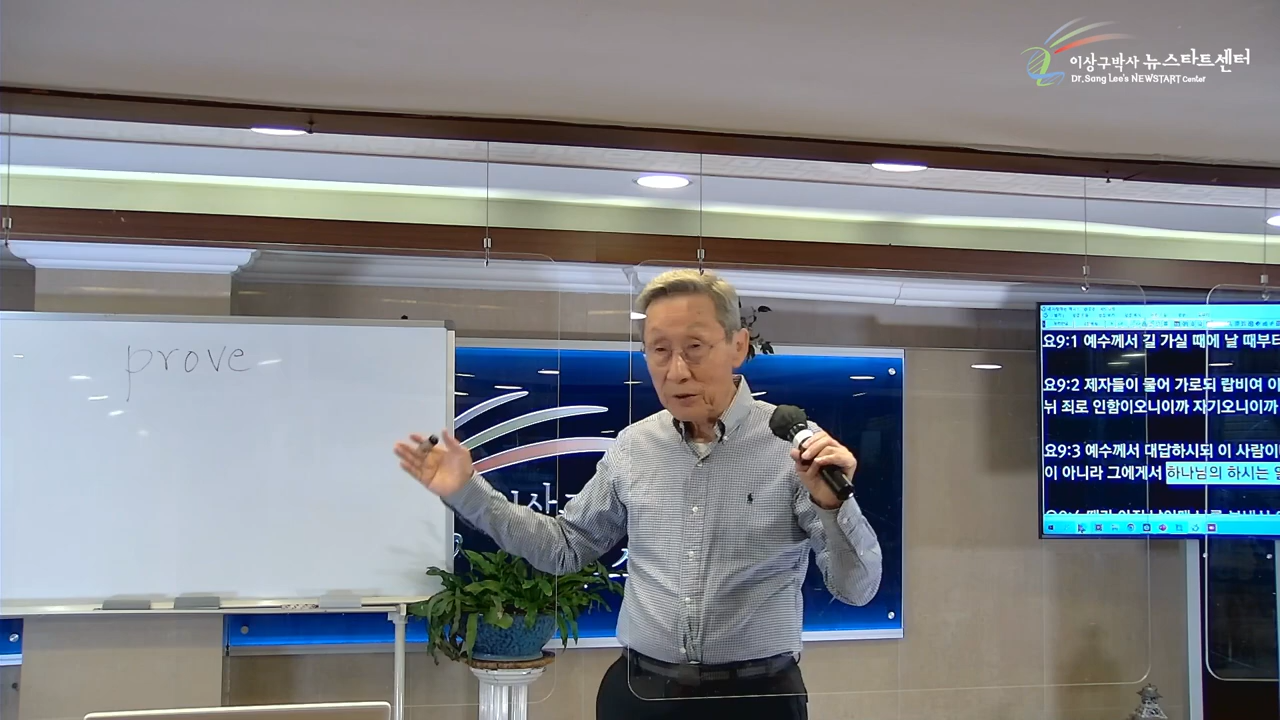 이상구박사 뉴스타트센터
Dr. Sang Lee's NEWSTART Center
prove
요9:1 예수께서 길 가실 때에 날 때부터
요9:2 제자들이 물어 가로되 랍비여 이
뉘 죄로 인함이오니이까 자기오니이까
요9:3 예수께서 대답하시되 이 사람이
이 아니라 그에게서 하나님의 하시는